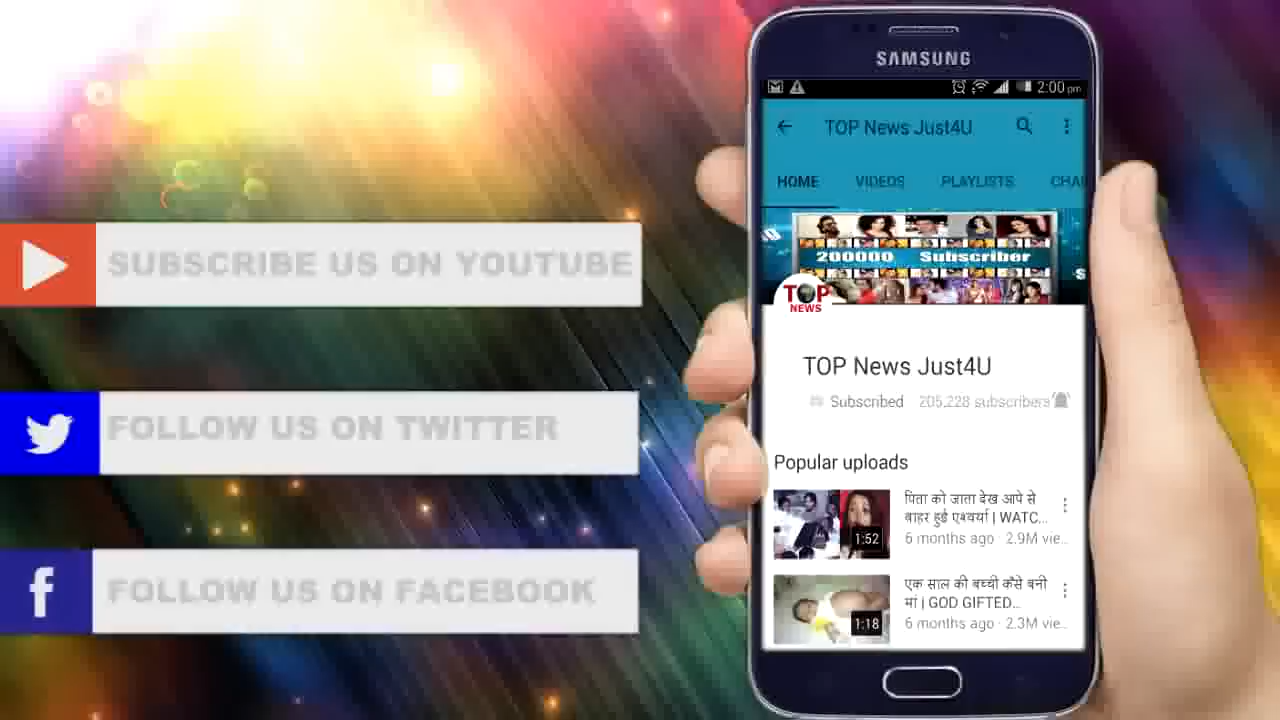 SUBSCRIBE US ON YOUTUBE
FOLLOW US ON TWITTER
FOLLOW US ON FACEBOOK
SAMSUNG
2:00 pm
TOP News Just4U
HOME VIDEOS PLAYLISTS CHA
200000 Subscriber
TOP
NEWS
TOP News Just4U
Subscribed 205,228 subscribers
Popular uploads
पिता को जाता देख आपे से
बाहर हुई एश्वर्या | WATC...
6 months ago · 2.9M vie..
1:52
एक साल की बच्ची कैसे बनी
मां | GOD GIFTED...
6 months ago · 2.3M vie..
1:18